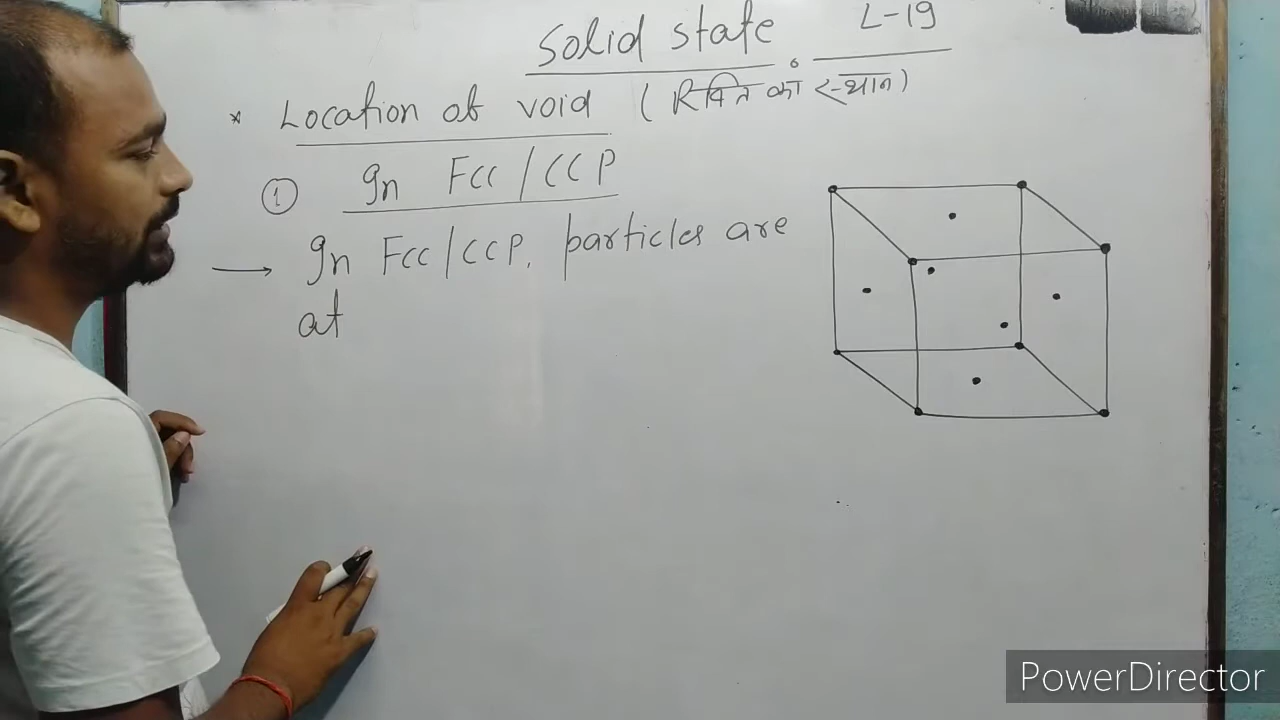 Solid state L-19
* Location of void (रिक्ति का स्थान)
① In Fcc/CCP
→ In Fcc/CCP, particles are
at
PowerDirector